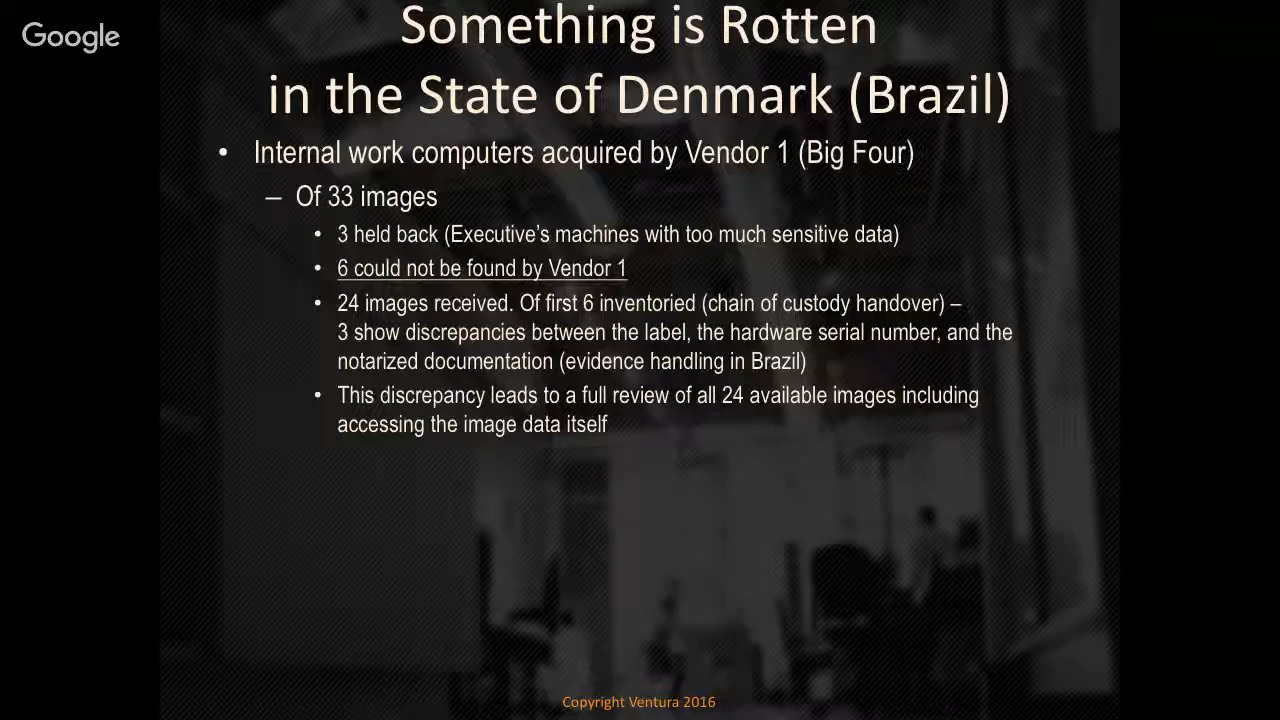 Google
Something is Rotten
in the State of Denmark (Brazil)
• Internal work computers acquired by Vendor 1 (Big Four)
– Of 33 images
• 3 held back (Executive’s machines with too much sensitive data)
• 6 could not be found by Vendor 1
• 24 images received. Of first 6 inventoried (chain of custody handover) –
3 show discrepancies between the label, the hardware serial number, and the
notarized documentation (evidence handling in Brazil)
• This discrepancy leads to a full review of all 24 available images including
accessing the image data itself
Copyright Ventura 2016